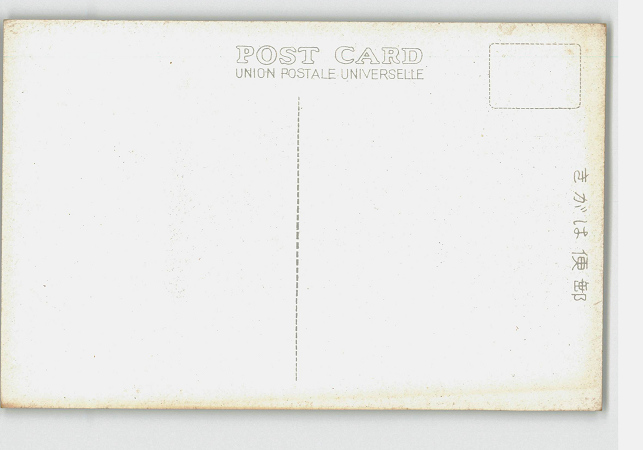 POST CARD
UNION POSTALE UNIVERSELLE
きがは便郵